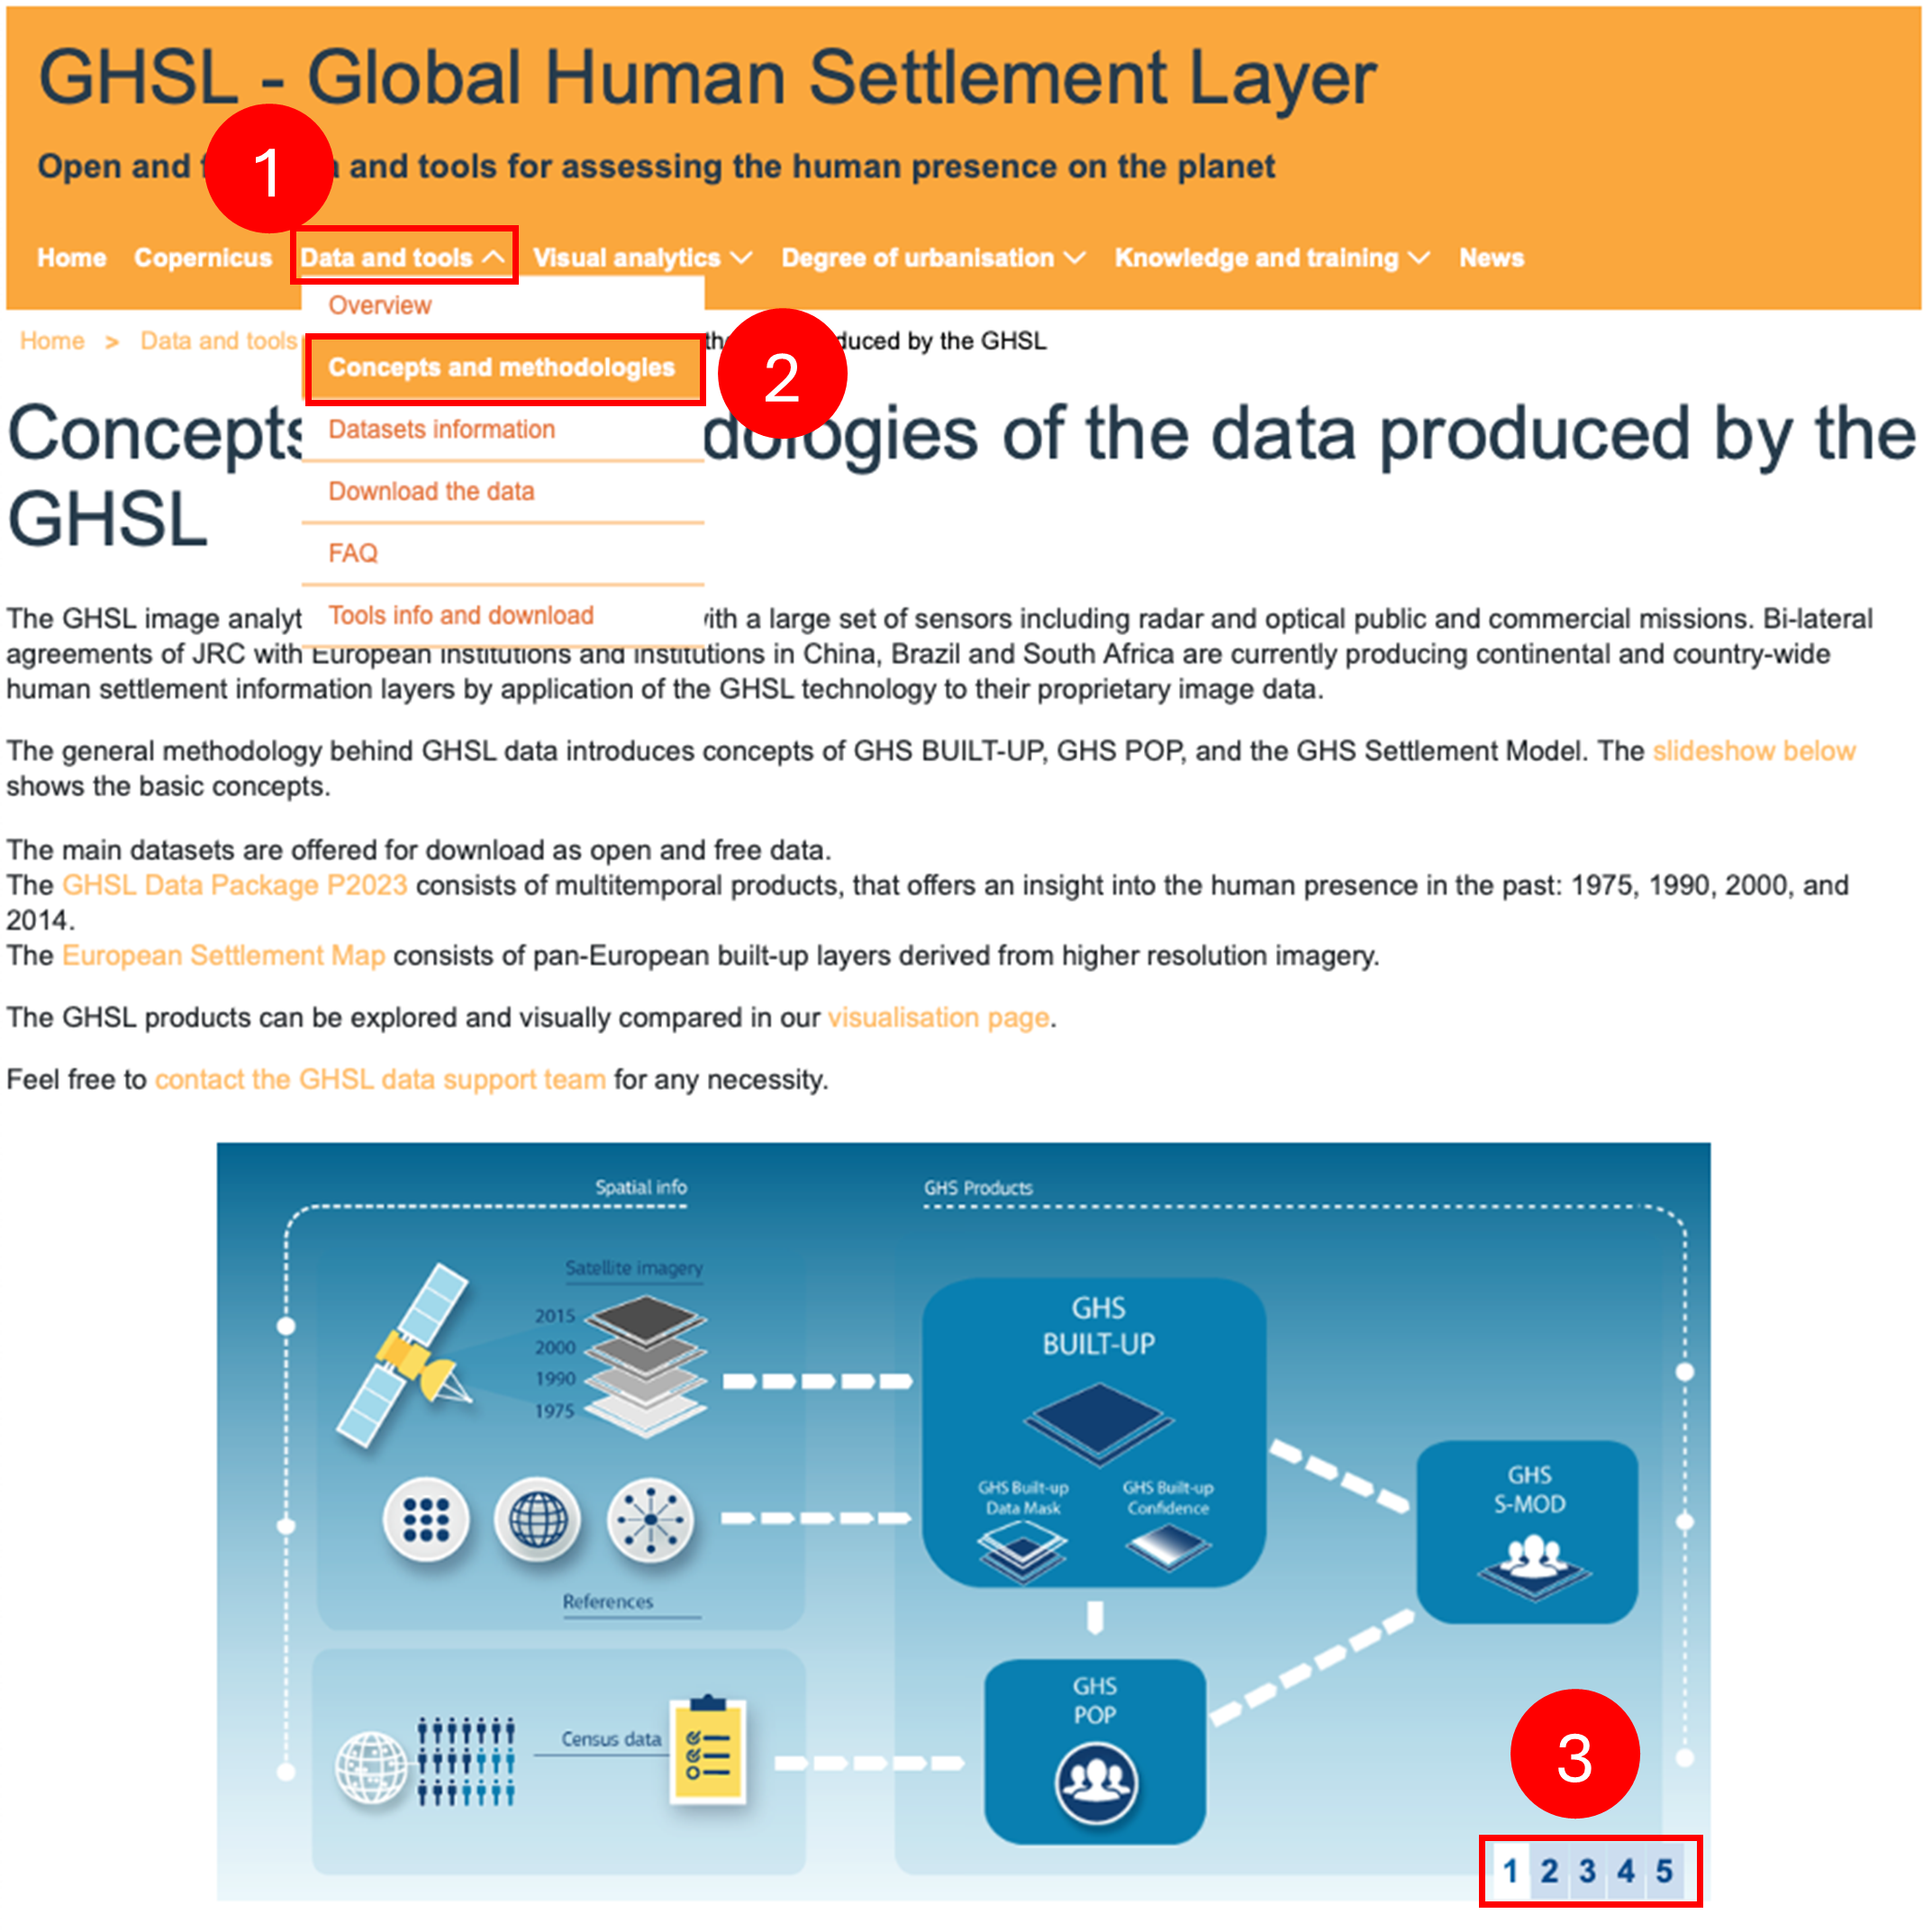 GHSL - Global Human Settlement Layer
Open and and tools for assessing the human presence on the planet
1
Home Copernicus Data and tools Visual analytics Degree of urbanisation Knowledge and training News
Overview
Home > Data and tools duced by the GHSL
Concepts and methodologies
2
Concepts dologies of the data produced by the
GHSL
Datasets information
Download the data
FAQ
Tools info and download
The GHSL image analyt with a large set of sensors including radar and optical public and commercial missions. Bi-lateral
agreements of JRC with European Institutions and institutions in China, Brazil and South Africa are currently producing continental and country-wide
human settlement information layers by application of the GHSL technology to their proprietary image data.
The general methodology behind GHSL data introduces concepts of GHS BUILT-UP, GHS POP, and the GHS Settlement Model. The slideshow below
shows the basic concepts.
The main datasets are offered for download as open and free data.
The GHSL Data Package P2023 consists of multitemporal products, that offers an insight into the human presence in the past: 1975, 1990, 2000, and
2014.
The European Settlement Map consists of pan-European built-up layers derived from higher resolution imagery.
The GHSL products can be explored and visually compared in our visualisation page.
Feel free to contact the GHSL data support team for any necessity.
Spatial info
GHS Products
Satellite imagery
2015
2000
1990
1975
References
Census data
GHS
BUILT-UP
GHS Built-up
Data Mask
GHS Built-up
Confidence
GHS
S-MOD
GHS
POP
3
1 2 3 4 5